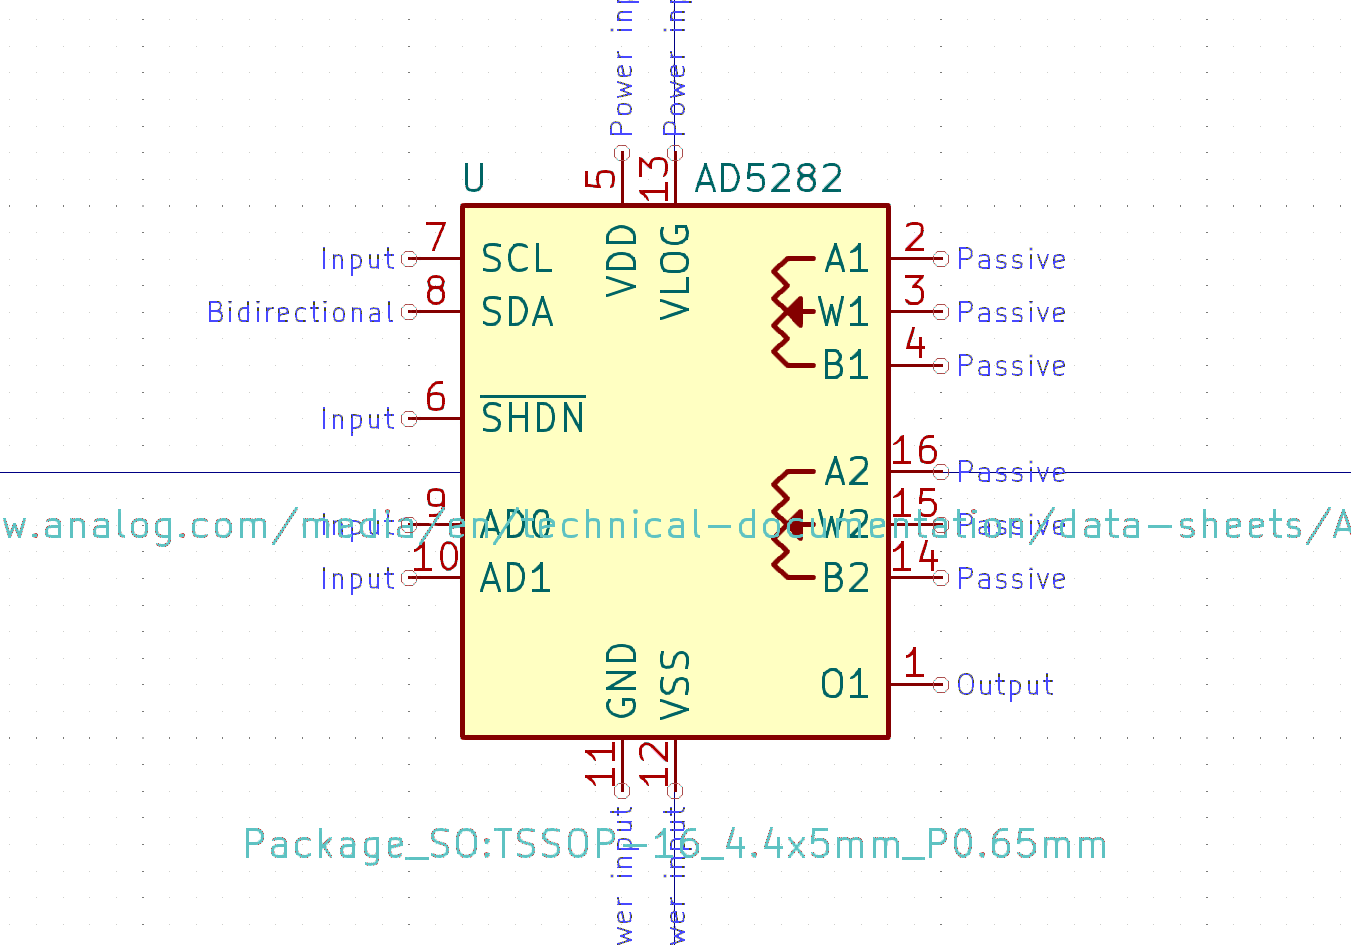 Power inp
Power inp
U
5
13
AD5282
7
2
Input
SCL
VDD
VLOG
A1
Passive
8
3
Bidirectional
SDA
W1
Passive
4
B1
Passive
6
Input
SHDN
16
A2
Passive
9
15
Input
AD0
W2
Passive
w.analog.com/media/en/technical-documentation/data-sheets/A
10
14
Input
AD1
B2
Passive
GND
VSS
1
O1
Output
11
12
wer input
wer input
Package_SO:TSSOP-16_4.4x5mm_P0.65mm